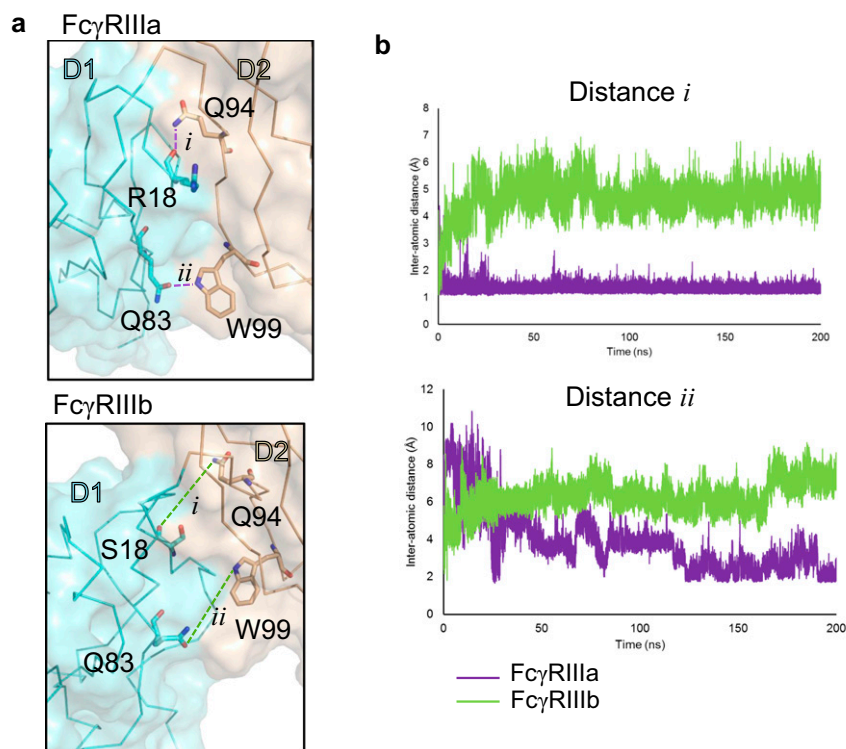 a
FcγRIIIa
D1
D2
Q94
i
R18
ii
Q83
W99
FcγRIIIb
D2
D1
i
Q94
S18
ii
W99
Q83
b
Distance i
8
7
6
5
4
3
2
1
0
Inter-atomic distance (Å)
0 50 100 150 200
Time (ns)
Distance ii
12
10
8
6
4
2
0
Inter-atomic distance (Å)
0 50 100 150 200
Time (ns)
FcγRIIIa
FcγRIIIb